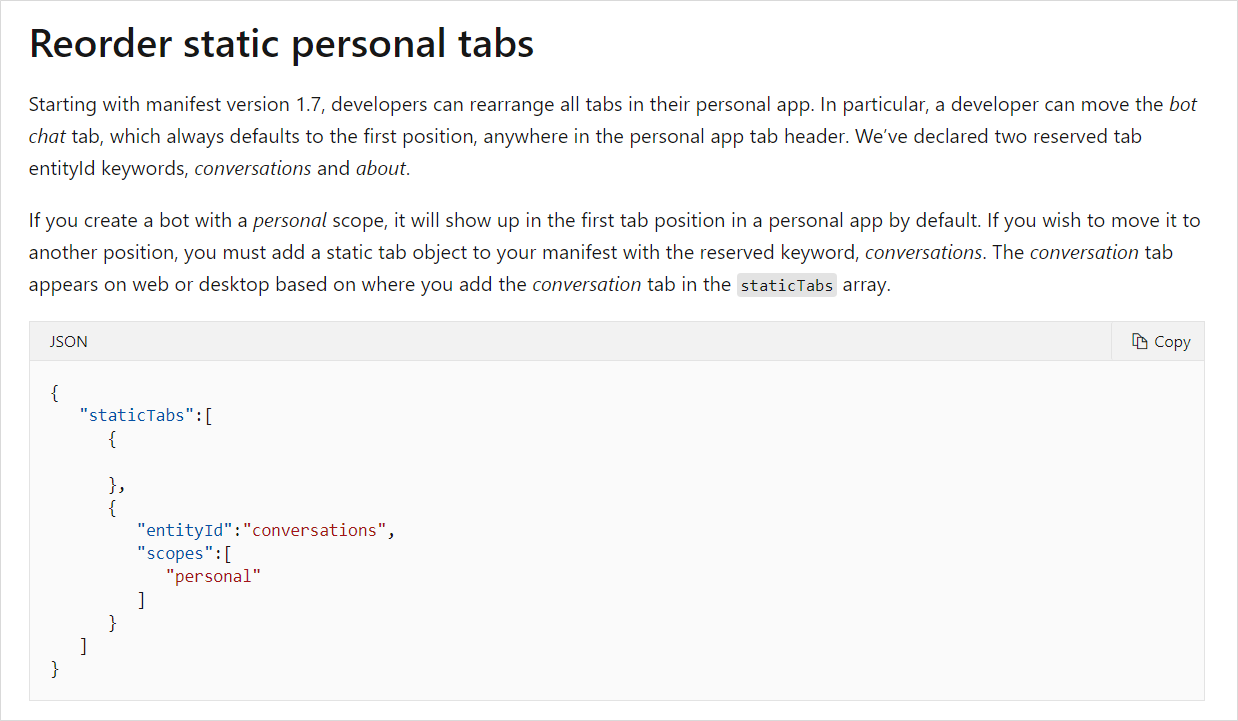 Reorder static personal tabs
Starting with manifest version 1.7, developers can rearrange all tabs in their personal app. In particular, a developer can move the bot
chat tab, which always defaults to the first position, anywhere in the personal app tab header. We’ve declared two reserved tab
entityId keywords, conversations and about.
If you create a bot with a personal scope, it will show up in the first tab position in a personal app by default. If you wish to move it to
another position, you must add a static tab object to your manifest with the reserved keyword, conversations. The conversation tab
appears on web or desktop based on where you add the conversation tab in the staticTabs array.
JSON
Copy
{
   "staticTabs":[
      {
      },
      {
         "entityId":"conversations",
         "scopes":[
            "personal"
         ]
      }
   ]
}